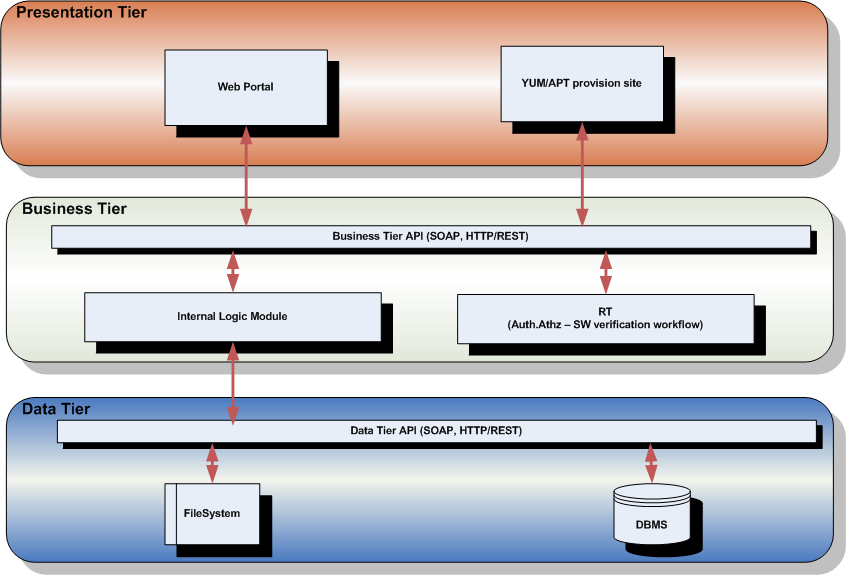 Presentation Tier
Web Portal
YUM/APT provision site
Business Tier
Business Tier API (SOAP, HTTP/REST)
Internal Logic Module
RT
(Auth.Athz – SW verification workflow)
Data Tier
Data Tier API (SOAP, HTTP/REST)
FileSystem
DBMS